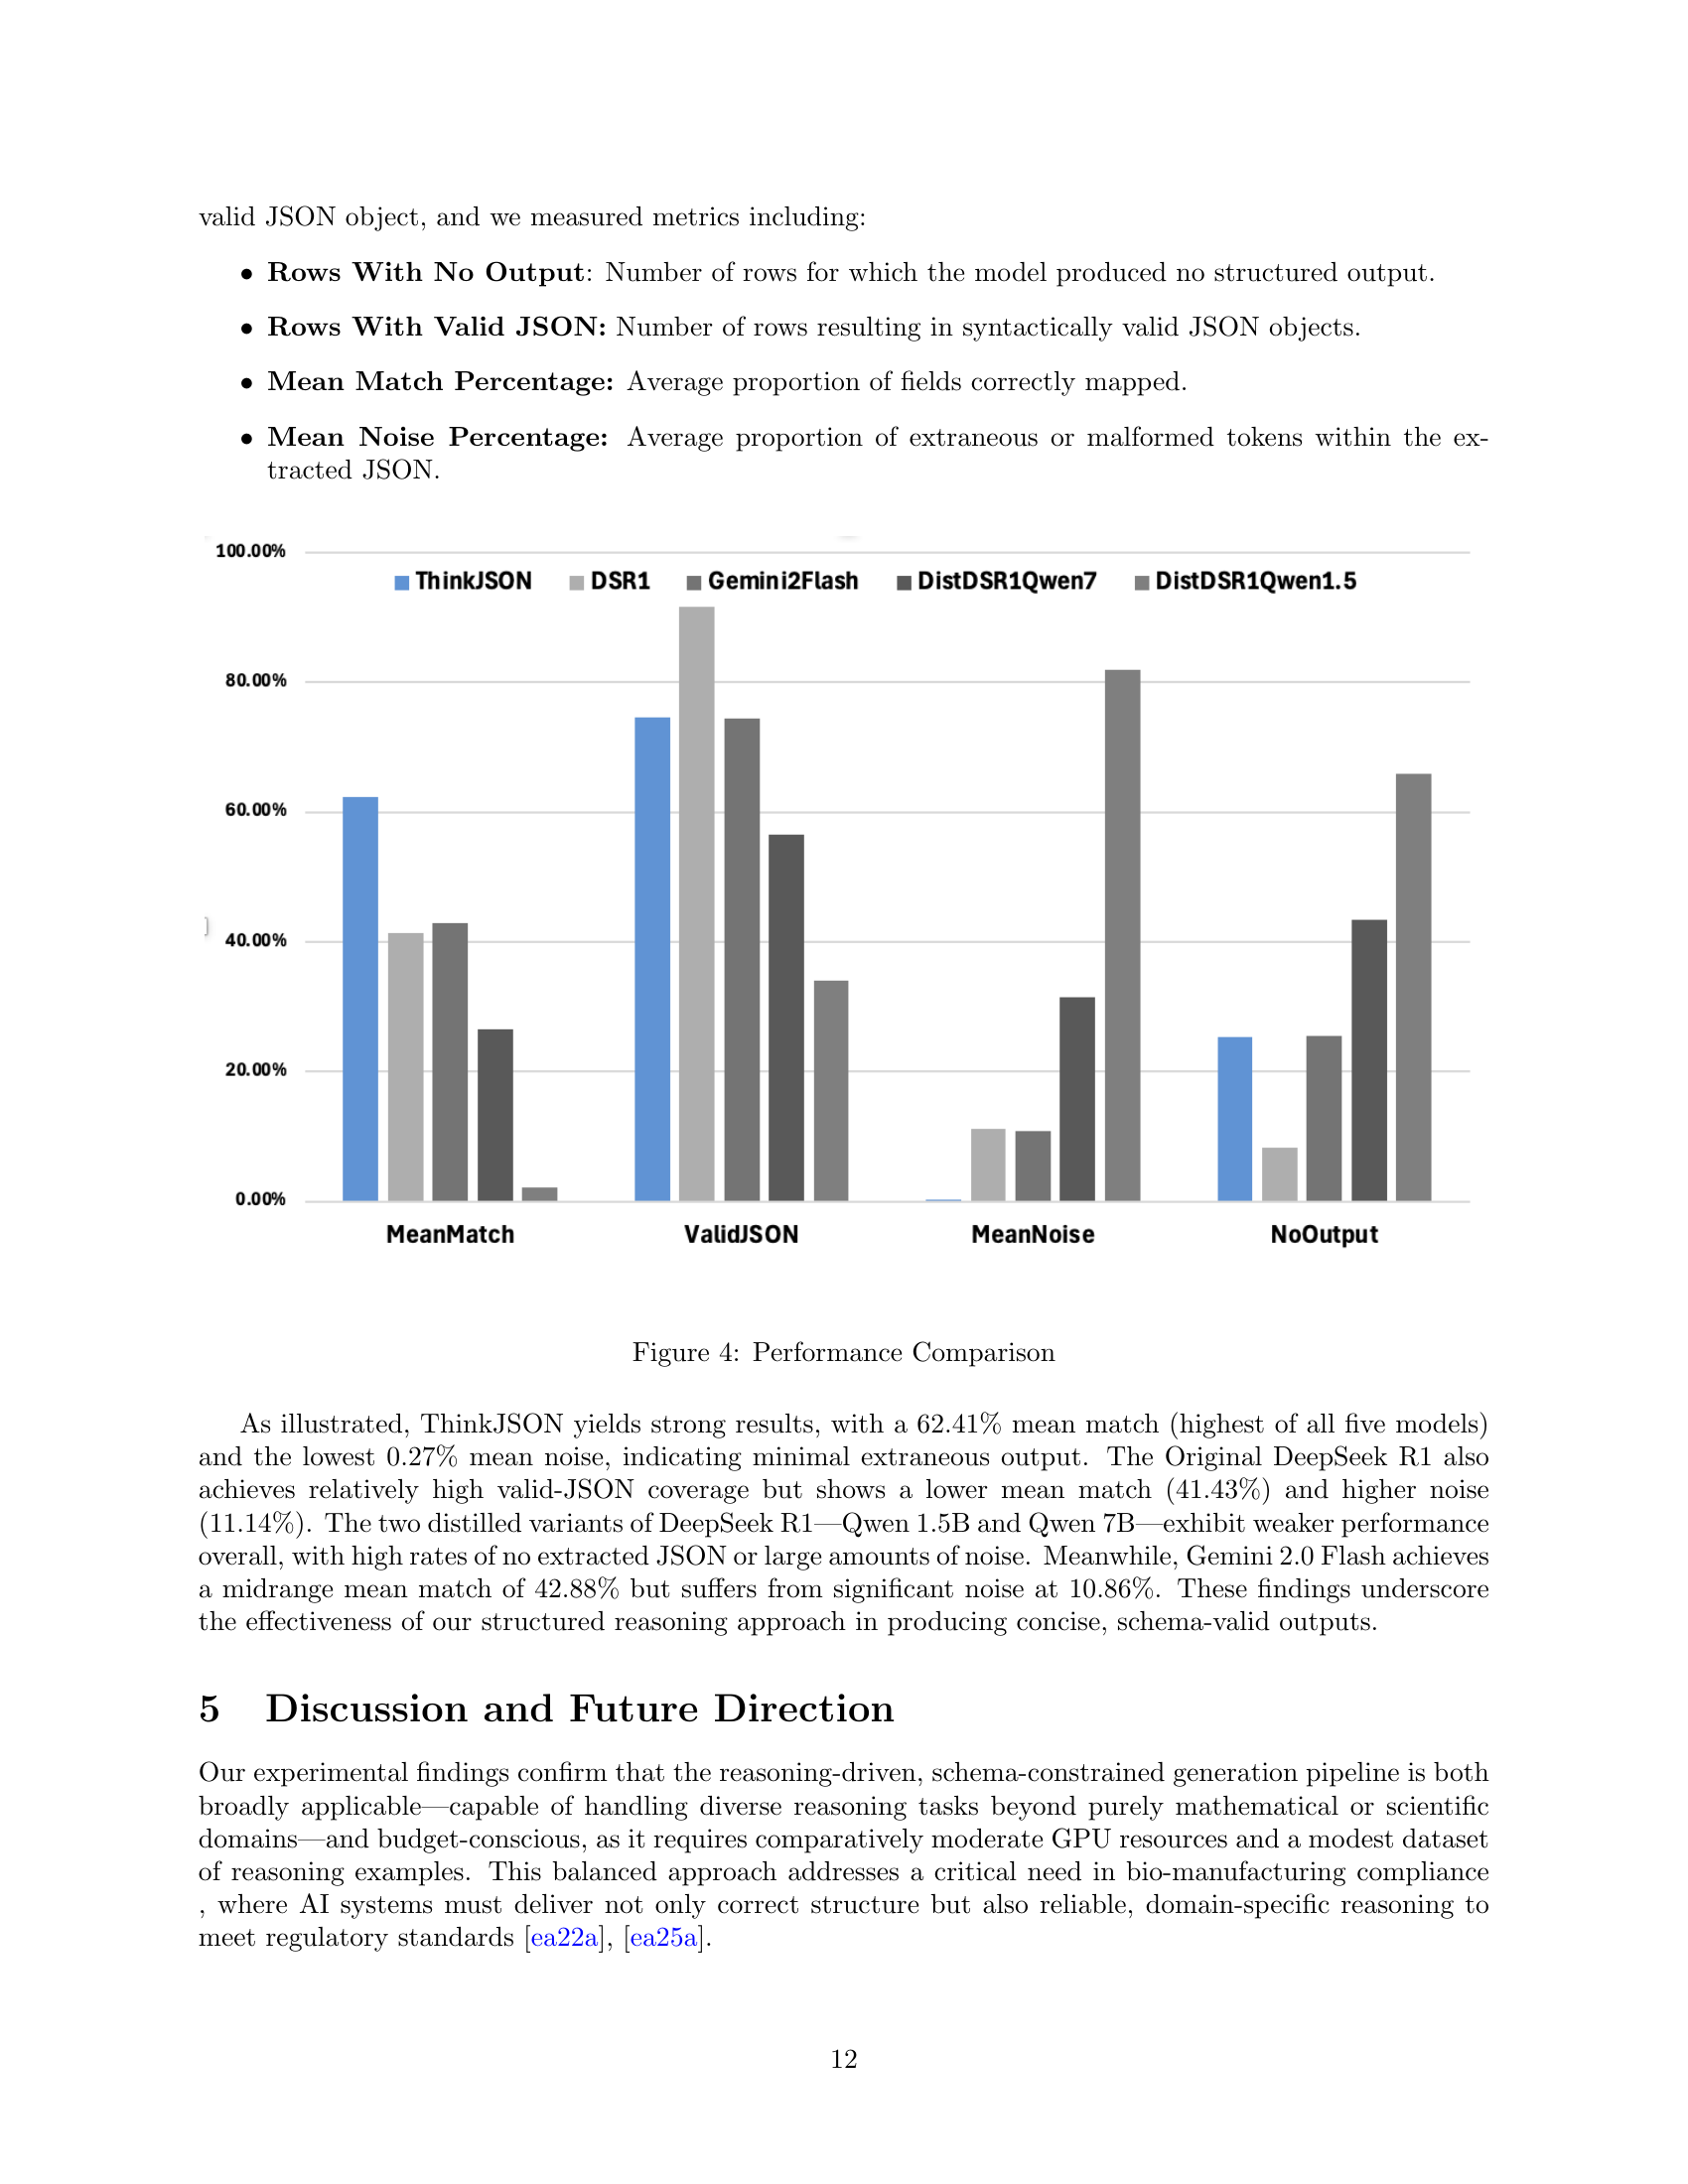 valid JSON object, and we measured metrics including:
• Rows With No Output: Number of rows for which the model produced no structured output.
• Rows With Valid JSON: Number of rows resulting in syntactically valid JSON objects.
• Mean Match Percentage: Average proportion of fields correctly mapped.
• Mean Noise Percentage: Average proportion of extraneous or malformed tokens within the ex-
tracted JSON.
100.00%
ThinkJSON DSR1 Gemini2Flash DistDSR1Qwen7 DistDSR1Qwen1.5
80.00%
60.00%
40.00%
20.00%
0.00%
MeanMatch ValidJSON MeanNoise NoOutput
Figure 4: Performance Comparison
As illustrated, ThinkJSON yields strong results, with a 62.41% mean match (highest of all five models)
and the lowest 0.27% mean noise, indicating minimal extraneous output. The Original DeepSeek R1 also
achieves relatively high valid-JSON coverage but shows a lower mean match (41.43%) and higher noise
(11.14%). The two distilled variants of DeepSeek R1—Qwen 1.5B and Qwen 7B—exhibit weaker performance
overall, with high rates of no extracted JSON or large amounts of noise. Meanwhile, Gemini 2.0 Flash achieves
a midrange mean match of 42.88% but suffers from significant noise at 10.86%. These findings underscore
the effectiveness of our structured reasoning approach in producing concise, schema-valid outputs.
5 Discussion and Future Direction
Our experimental findings confirm that the reasoning-driven, schema-constrained generation pipeline is both
broadly applicable—capable of handling diverse reasoning tasks beyond purely mathematical or scientific
domains—and budget-conscious, as it requires comparatively moderate GPU resources and a modest dataset
of reasoning examples. This balanced approach addresses a critical need in bio-manufacturing compliance
, where AI systems must deliver not only correct structure but also reliable, domain-specific reasoning to
meet regulatory standards [ea22a], [ea25a].
12